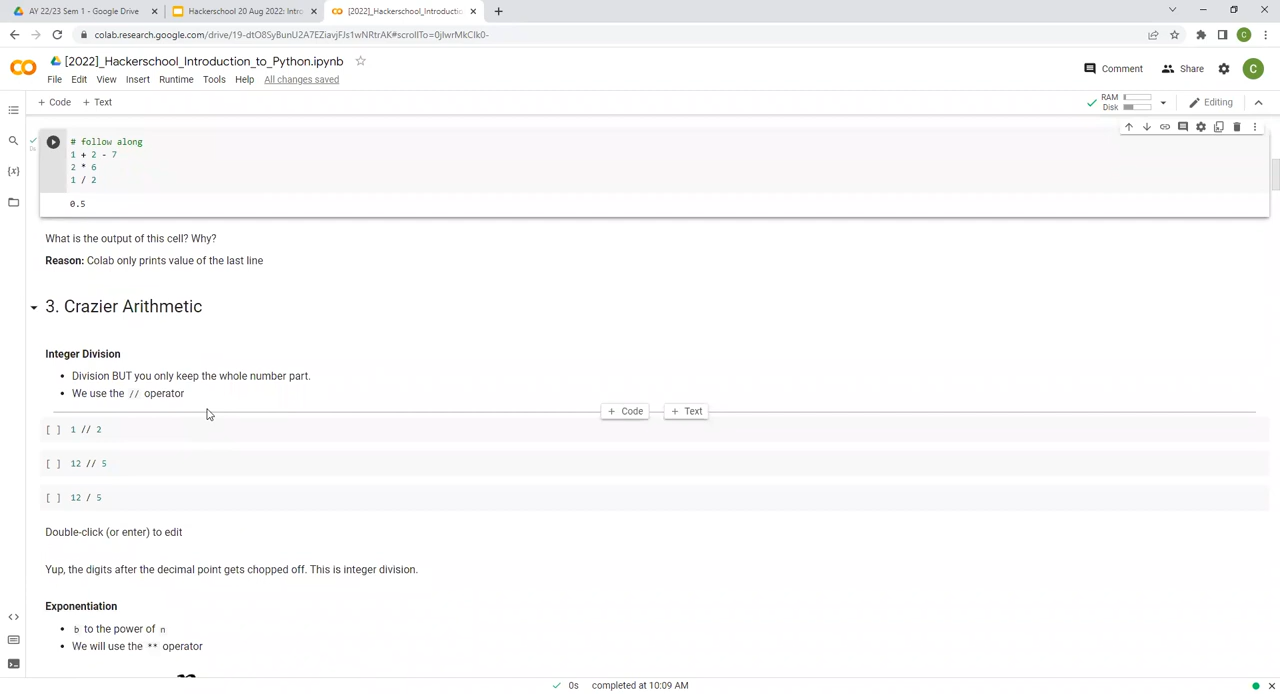 AY 22/23 Sem 1 - Google Drive
Hackerschool 20 Aug 2022: Intro
[2022]_Hackerschool_Introductio
colab.research.google.com/drive/19-dtO8SyBunU2A7EZiavjFJs1wNRtrAK#scrollTo=0jIwrMkClk0-
C
[2022]_Hackerschool_Introduction_to_Python.ipynb
File Edit View Insert Runtime Tools Help All changes saved
Comment Share C
+ Code + Text
RAM
Disk
Editing
# follow along
1 + 2 - 7
2 * 6
1 / 2
0s
0.5
What is the output of this cell? Why?
Reason: Colab only prints value of the last line
3. Crazier Arithmetic
Integer Division
• Division BUT you only keep the whole number part.
• We use the // operator
+ Code + Text
[ ] 1 // 2
[ ] 12 // 5
[ ] 12 / 5
Double-click (or enter) to edit
Yup, the digits after the decimal point gets chopped off. This is integer division.
Exponentiation
• b to the power of n
• We will use the ** operator
0s completed at 10:09 AM